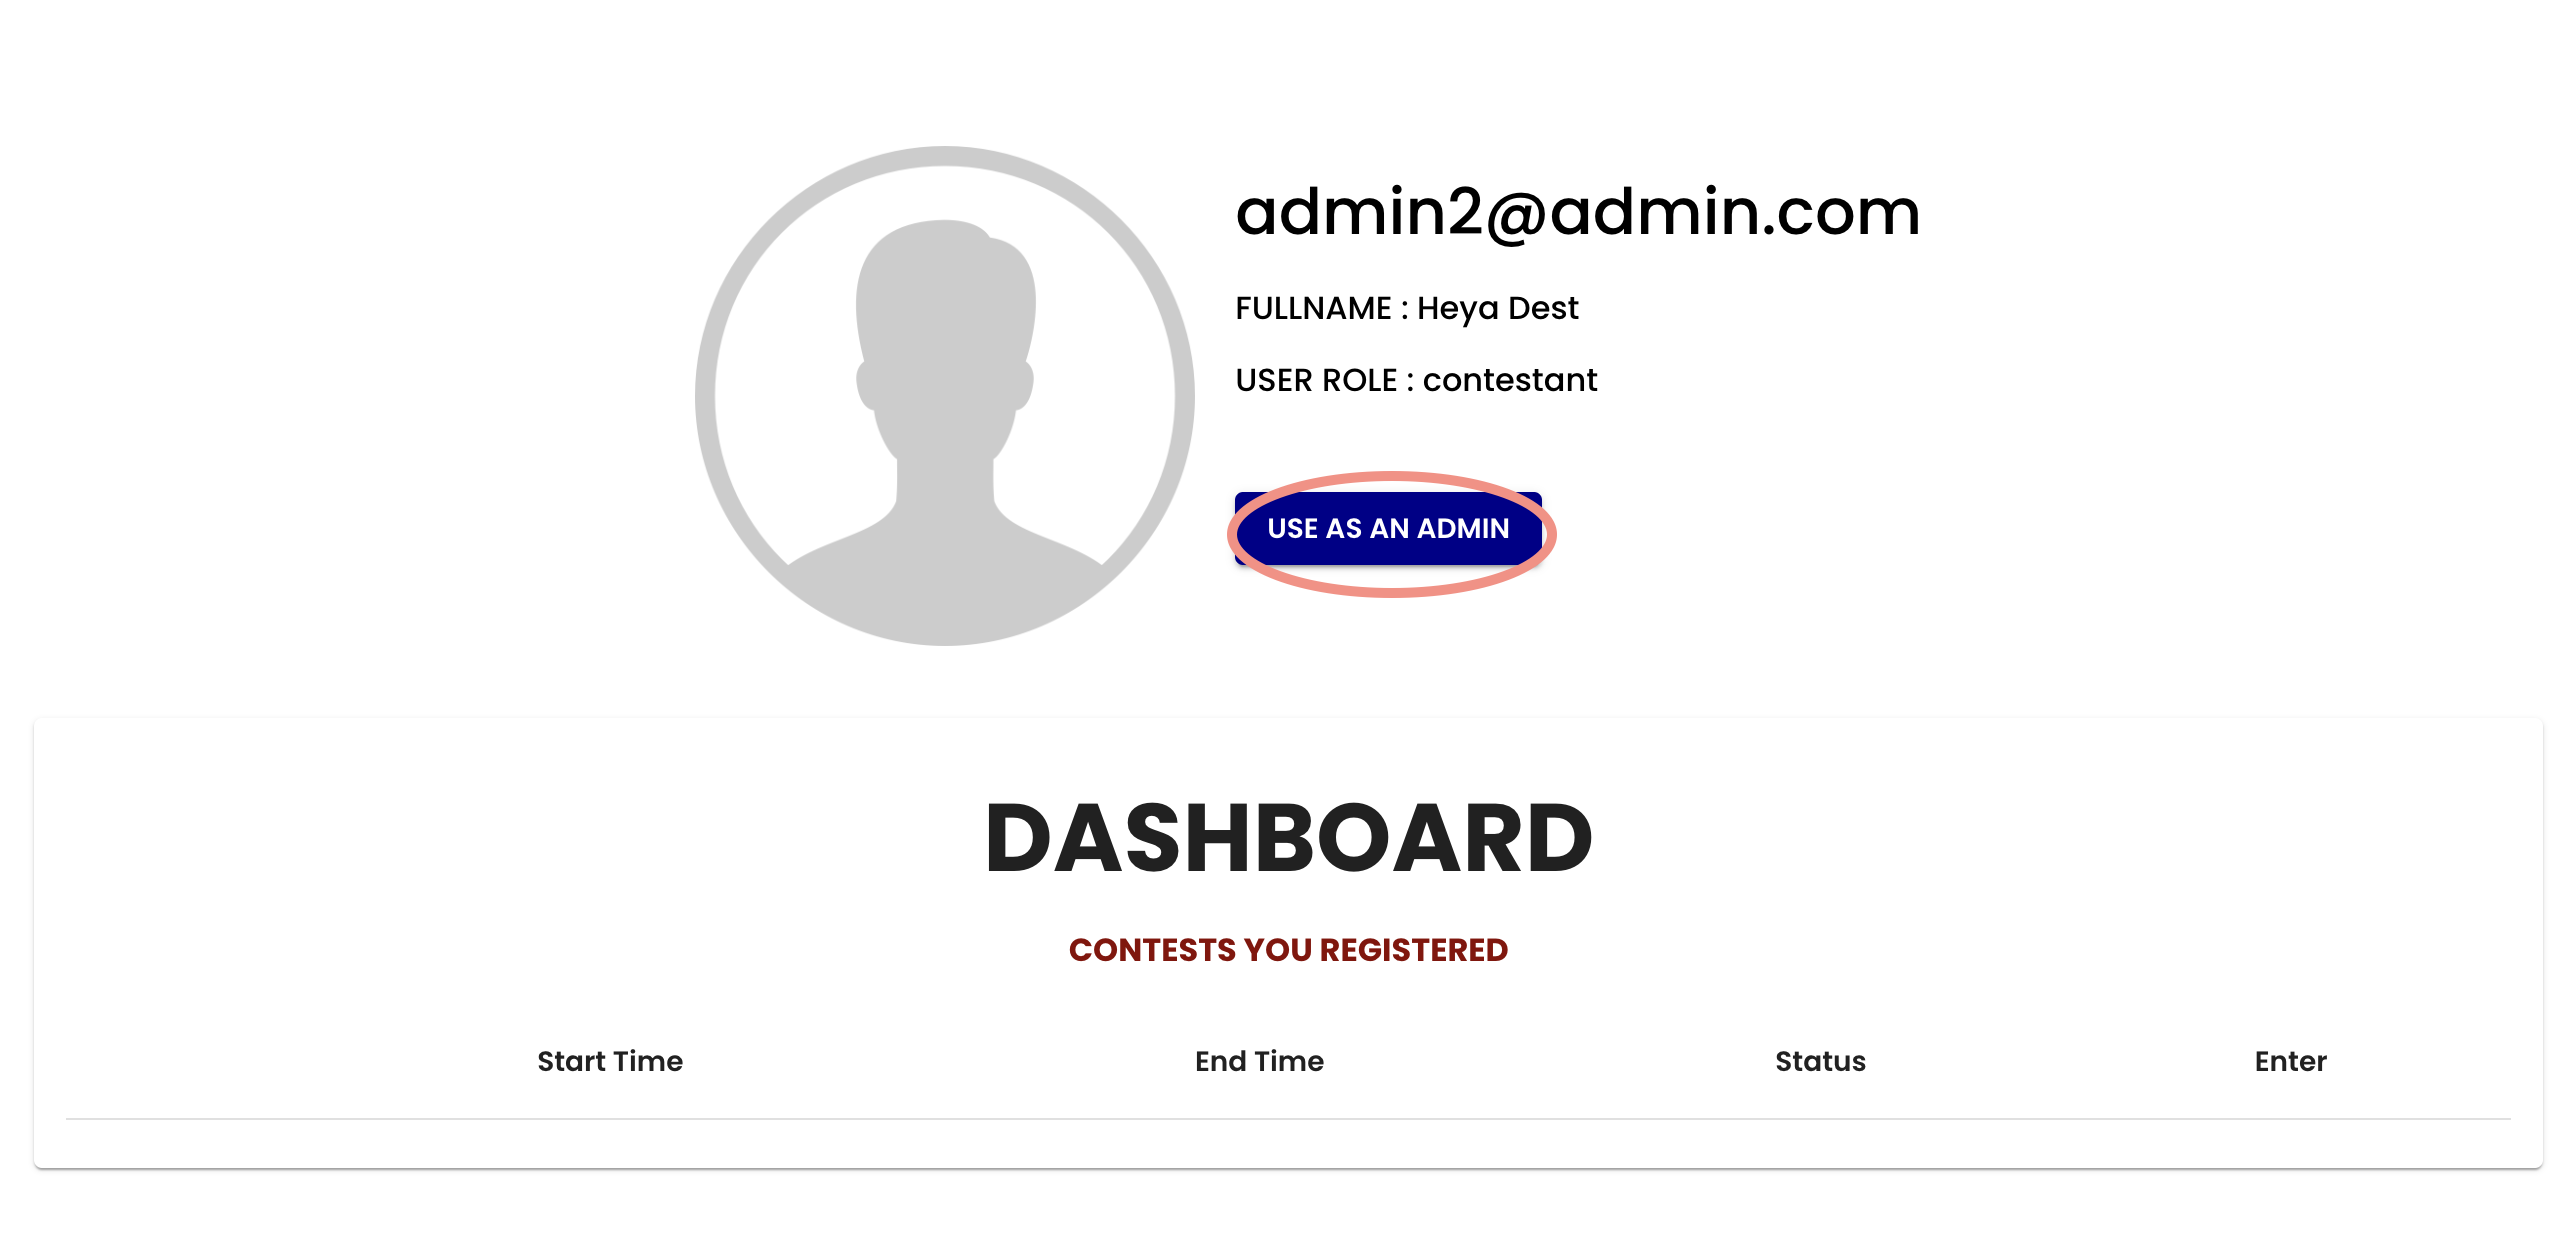 admin2@admin.com
FULLNAME : Heya Dest
USER ROLE : contestant
USE AS AN ADMIN
DASHBOARD
CONTESTS YOU REGISTERED
Start Time End Time Status Enter